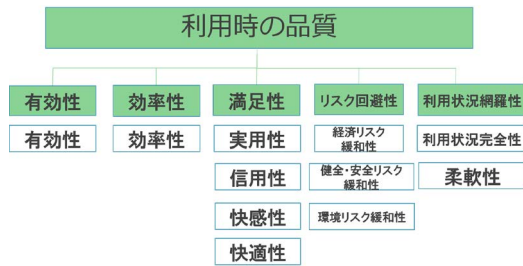 利用時の品質
有効性
効率性
満足性
リスク回避性
利用状況網羅性
有効性
効率性
実用性
経済リスク
緩和性
利用状況完全性
信用性
健全・安全リスク
緩和性
柔軟性
快感性
環境リスク緩和性
快適性